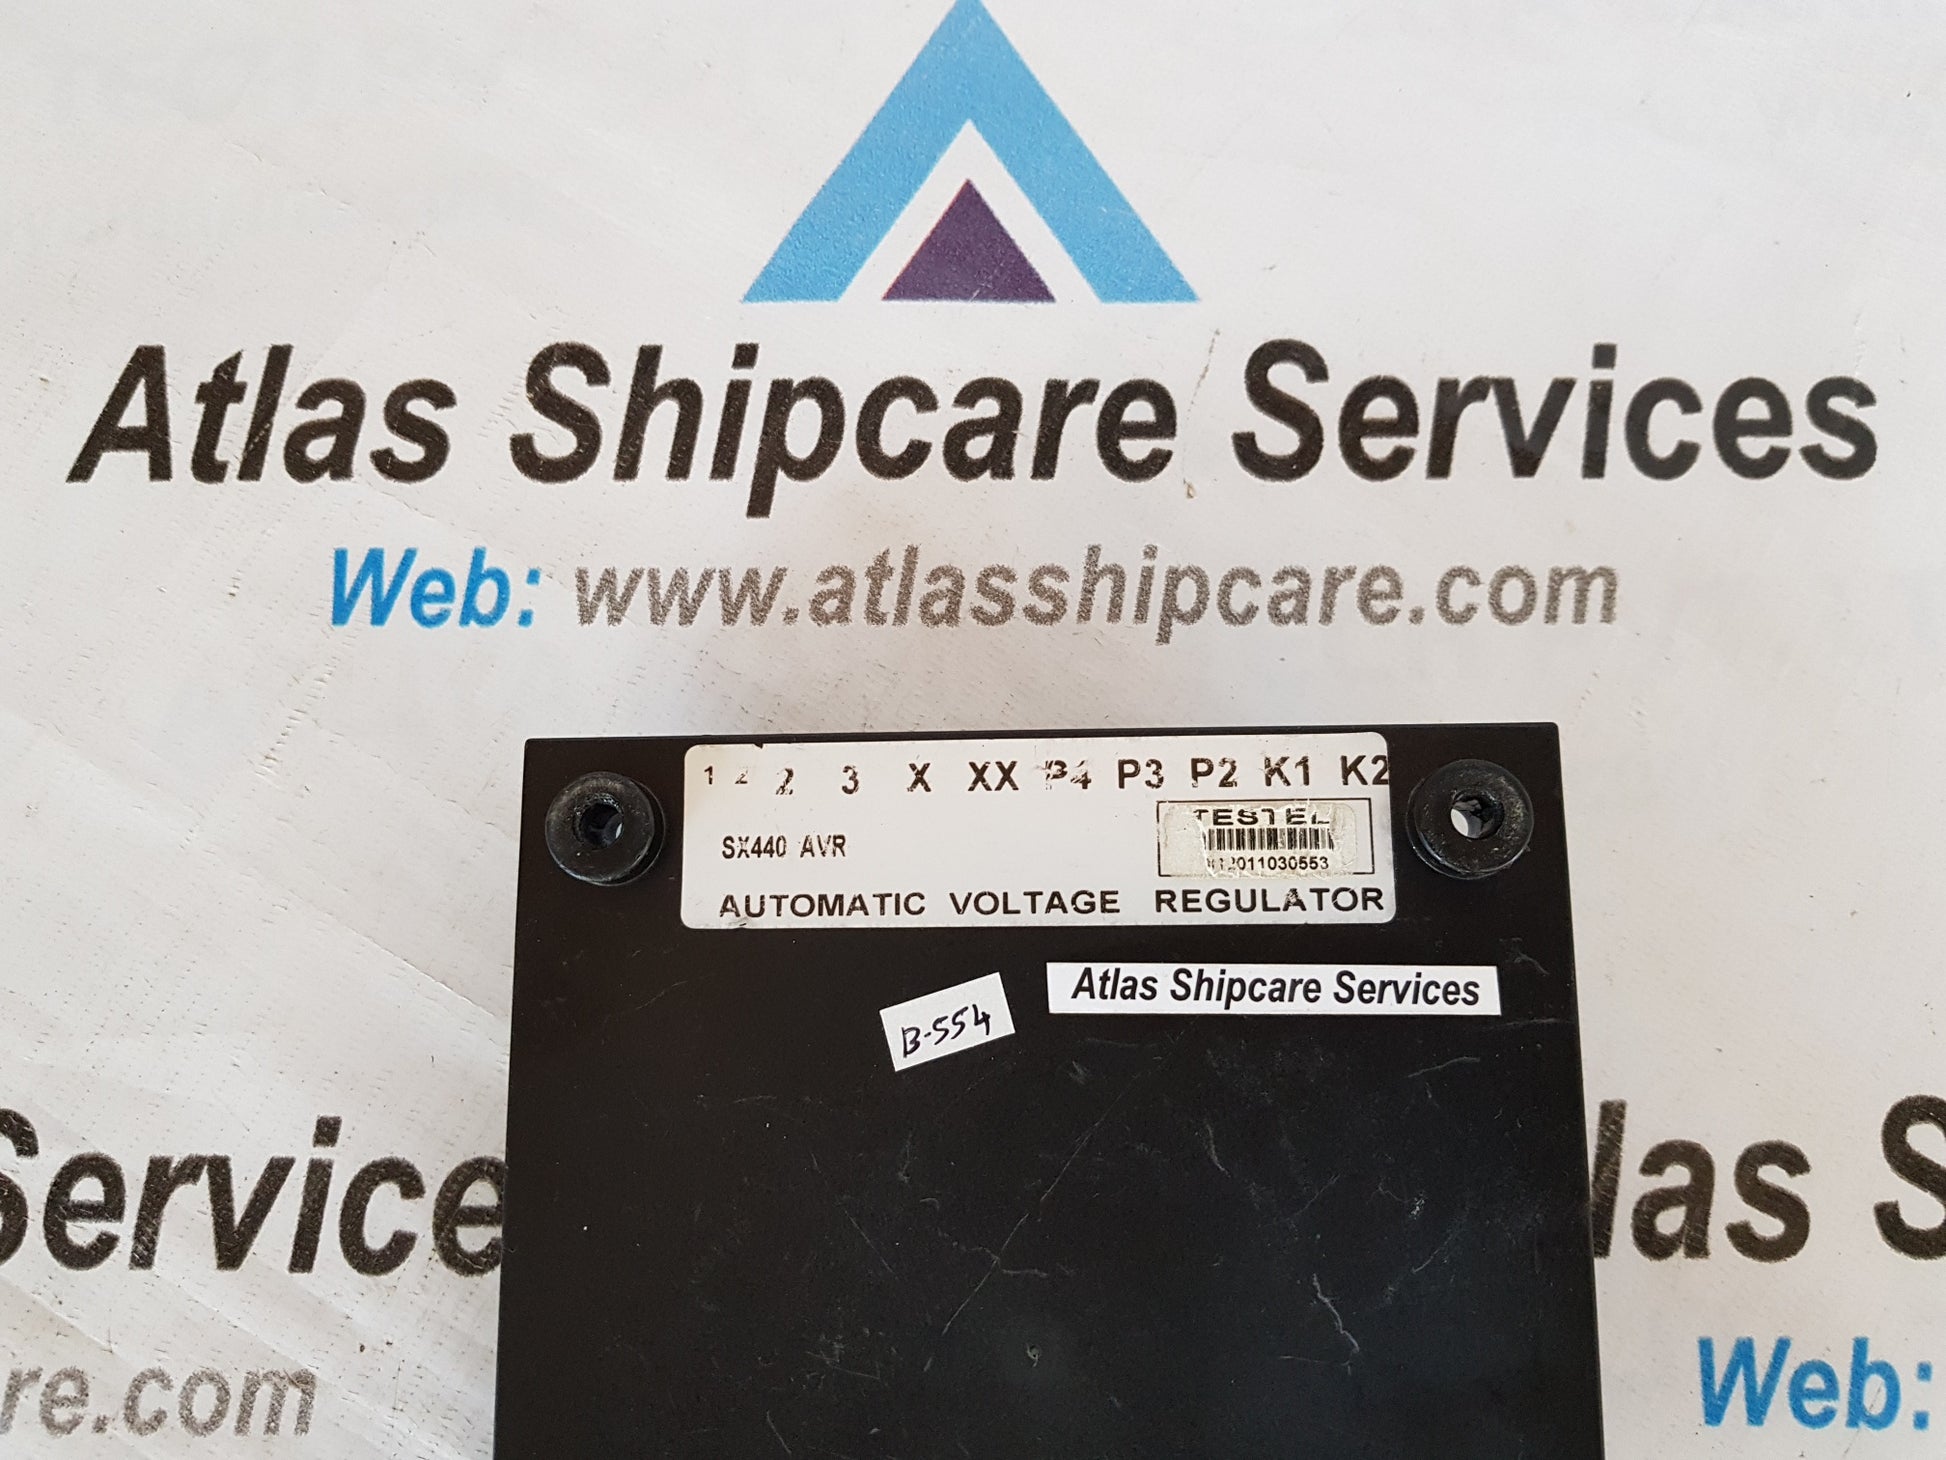 Atlas Shipcare Services
Web: www.atlasshipcare.com
1 2 2 3 X XX P4 P3 P2 K1 K2
SX440 AVR
TESTEL
AUTOMATIC VOLTAGE REGULATOR
Atlas Shipcare Services
B-554
Service
las S
re.com
Web: